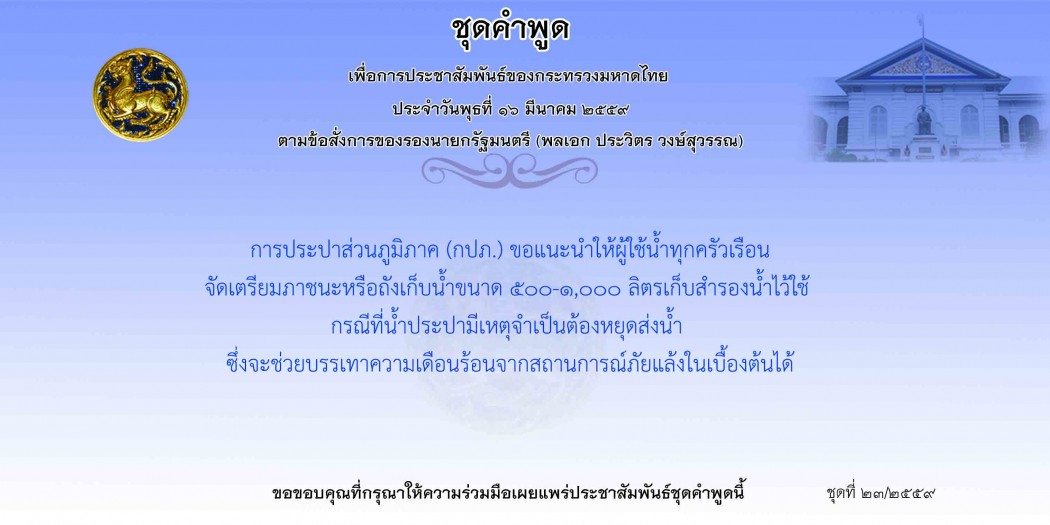 ชุดคำพูด
เพื่อการประชาสัมพันธ์ของกระทรวงมหาดไทย
ประจำวันพุธที่ ๑๖ มีนาคม ๒๕๕๙
ตามข้อสั่งการของรองนายกรัฐมนตรี (พลเอก ประวิตร วงษ์สุวรรณ)
การประปาส่วนภูมิภาค (กปภ.) ขอแนะนำให้ผู้ใช้น้ำทุกครัวเรือน
จัดเตรียมภาชนะหรือถังเก็บน้ำขนาด ๕๐๐-๑,๐๐๐ ลิตรเก็บสำรองน้ำไว้ใช้
กรณีที่น้ำประปามีเหตุจำเป็นต้องหยุดส่งน้ำ
ซึ่งจะช่วยบรรเทาความเดือนร้อนจากสถานการณ์ภัยแล้งในเบื้องต้นได้
ขอขอบคุณที่กรุณาให้ความร่วมมือเผยแพร่ประชาสัมพันธ์ชุดคำพูดนี้
ชุดที่ ๒๓/๒๕๕๙